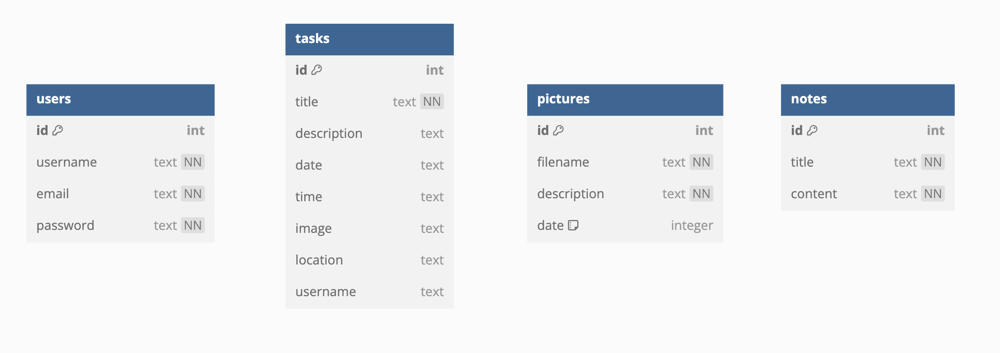 users
id int
username text NN
email text NN
password text NN
tasks
id int
title text NN
description text
date text
time text
image text
location text
username text
pictures
id int
filename text NN
description text NN
date integer
notes
id int
title text NN
content text NN